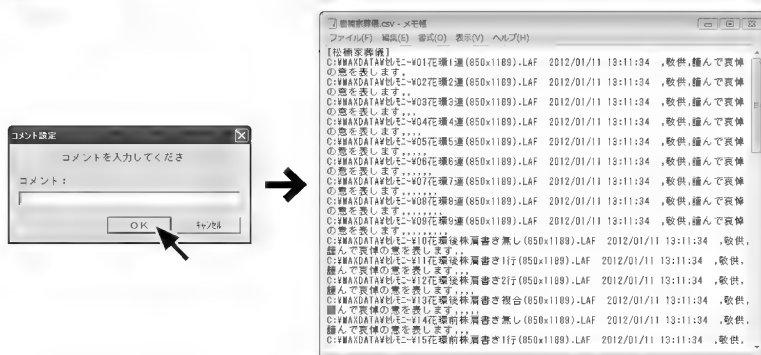 コメント設定
コメントを入力してくださ
コメント：
OK
キャンセル
葬儀.csv - メモ帳
ファイル(F) 編集(E) 書式(O) 表示(V) ヘルプ(H)
[松楠家葬儀]
C:¥MAXDATA¥ｾﾚﾓﾆｰ¥01花環1連(850x1189).LAF 2012/01/11 13:11:34 ,敬供,謹んで哀悼
の意を表します,
C:¥MAXDATA¥ｾﾚﾓﾆｰ¥02花環2連(850x1189).LAF 2012/01/11 13:11:34 ,敬供,謹んで哀悼
の意を表します,,
C:¥MAXDATA¥ｾﾚﾓﾆｰ¥03花環3連(850x1189).LAF 2012/01/11 13:11:34 ,敬供,謹んで哀悼
の意を表します,,,
C:¥MAXDATA¥ｾﾚﾓﾆｰ¥04花環4連(850x1189).LAF 2012/01/11 13:11:34 ,敬供,謹んで哀悼
の意を表します,,,,
C:¥MAXDATA¥ｾﾚﾓﾆｰ¥05花環5連(850x1189).LAF 2012/01/11 13:11:34 ,敬供,謹んで哀悼
の意を表します,,,,,
C:¥MAXDATA¥ｾﾚﾓﾆｰ¥06花環6連(850x1189).LAF 2012/01/11 13:11:34 ,敬供,謹んで哀悼
の意を表します,,,,,,
C:¥MAXDATA¥ｾﾚﾓﾆｰ¥07花環7連(850x1189).LAF 2012/01/11 13:11:34 ,敬供,謹んで哀悼
の意を表します,,,,,,,
C:¥MAXDATA¥ｾﾚﾓﾆｰ¥08花環8連(850x1189).LAF 2012/01/11 13:11:34 ,敬供,謹んで哀悼
の意を表します,,,,,,,,
C:¥MAXDATA¥ｾﾚﾓﾆｰ¥09花環9連(850x1189).LAF 2012/01/11 13:11:34 ,敬供,謹んで哀悼
の意を表します,,,,,,,,,
C:¥MAXDATA¥ｾﾚﾓﾆｰ¥10花環後株肩書き無し(850x1189).LAF 2012/01/11 13:11:34 ,敬供,
謹んで哀悼の意を表します,,
C:¥MAXDATA¥ｾﾚﾓﾆｰ¥11花環後株肩書き1行(850x1189).LAF 2012/01/11 13:11:34 ,敬供,
謹んで哀悼の意を表します,,,
C:¥MAXDATA¥ｾﾚﾓﾆｰ¥12花環後株肩書き2行(850x1189).LAF 2012/01/11 13:11:34 ,敬供,
謹んで哀悼の意を表します,,,,
C:¥MAXDATA¥ｾﾚﾓﾆｰ¥13花環後株肩書き複合(850x1189).LAF 2012/01/11 13:11:34 ,敬供,
んで哀悼の意を表します,,,,,
C:¥MAXDATA¥ｾﾚﾓﾆｰ¥14花環前株肩書き無し(850x1189).LAF 2012/01/11 13:11:34 ,敬供,
謹んで哀悼の意を表します,,,
C:¥MAXDATA¥ｾﾚﾓﾆｰ¥15花環前株肩書き1行(850x1189).LAF 2012/01/11 13:11:34 ,敬供,